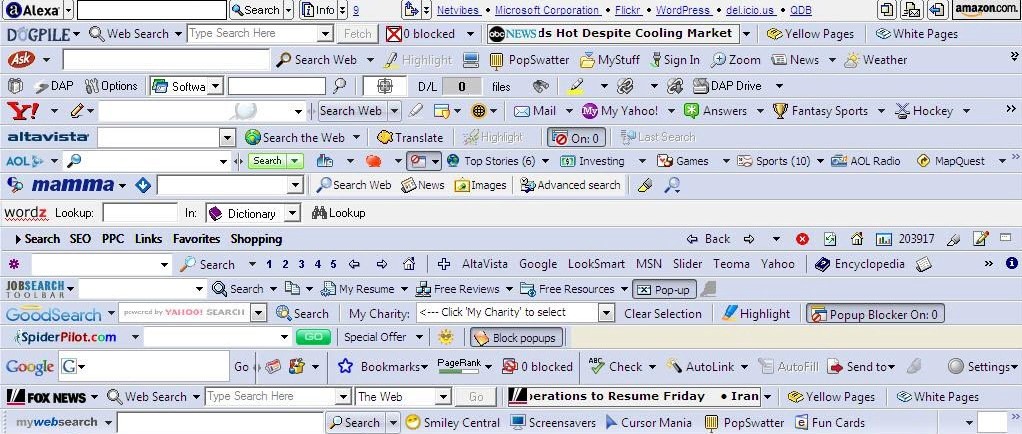 Alexa Search Info 9 Netvibes • Microsoft Corporation • Flickr • WordPress • del.icio.us • QDB amazon.com.
DOGPILE Web Search Type Search Here Fetch 0 blocked abc NEWS ds Hot Despite Cooling Market Yellow Pages White Pages
Ask Search Web Highlight PopSwatter MyStuff Sign In Zoom News Weather
DAP Options Softwa D/L 0 files DAP Drive
Y! Search Web Mail My My Yahoo! Answers Fantasy Sports Hockey
altavista Search the Web Translate Highlight On: 0 Last Search
AOL Search Top Stories (6) Investing Games Sports (10) AOL Radio MapQuest
mamma Search Web News Images Advanced search
wordz Lookup: In: Dictionary Lookup
Search SEO PPC Links Favorites Shopping Back 203917
Search 1 2 3 4 5 AltaVista Google LookSmart MSN Slider Teoma Yahoo Encyclopedia
JOBSEARCH TOOLBAR Search My Resume Free Reviews Free Resources Pop-up
GoodSearch powered by YAHOO! SEARCH Search My Charity: <--- Click 'My Charity' to select Clear Selection Highlight Popup Blocker On: 0
SpiderPilot.com GO Special Offer Block popups
Google G Go Bookmarks PageRank 0 blocked ABC Check AutoLink AutoFill Send to Settings
FOX NEWS Web Search Type Search Here The Web Go perations to Resume Friday • Iran Yellow Pages White Pages
mywebsearch Search Smiley Central Screensavers Cursor Mania PopSwatter Fun Cards